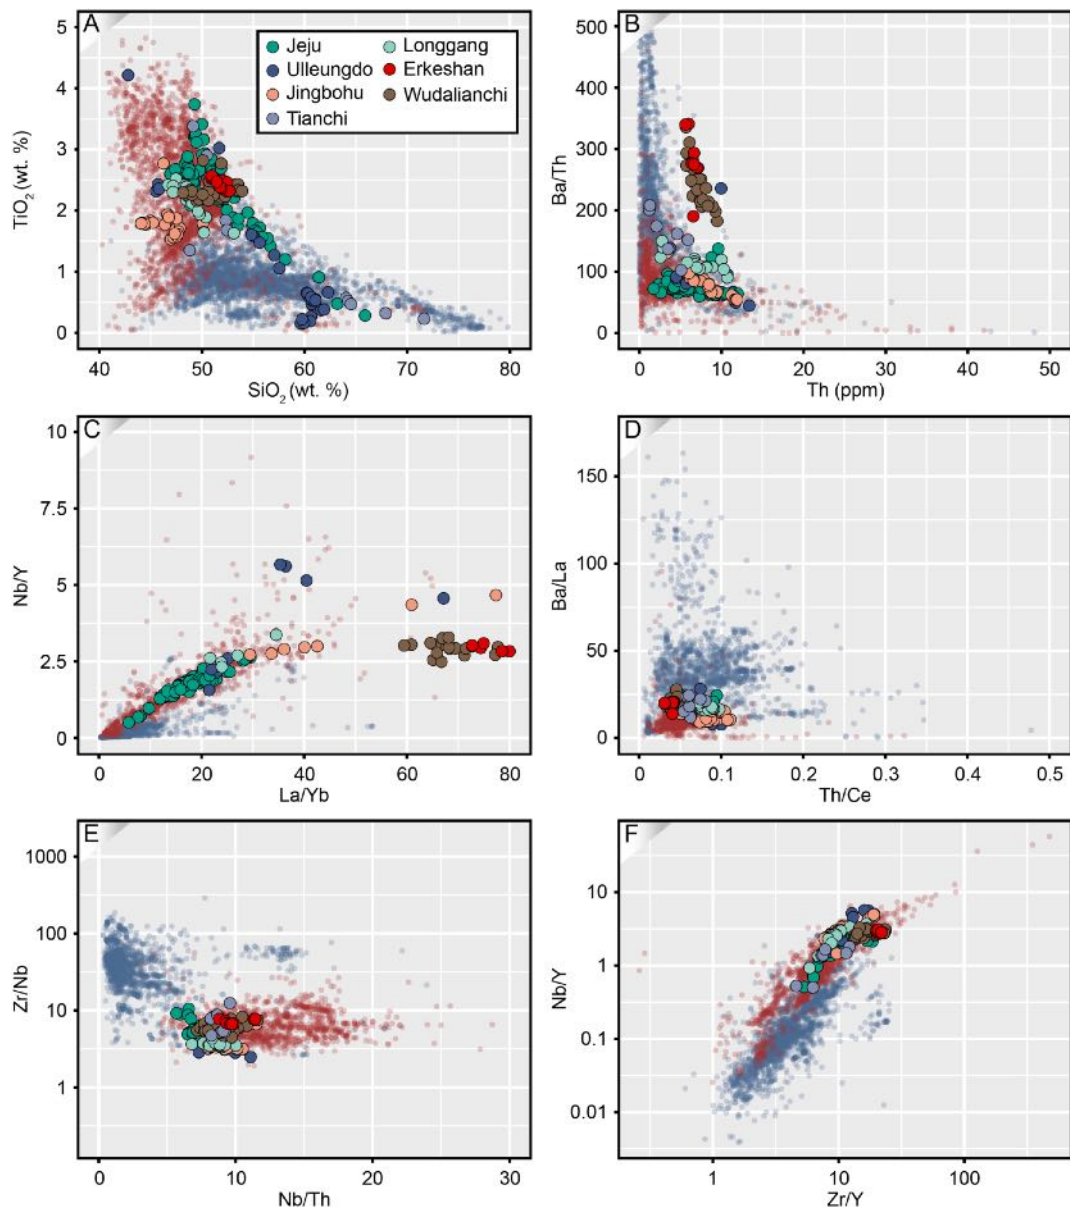 A
5
4
3
2
1
0
TiO2 (wt. %)
40
50
60
70
80
SiO2 (wt. %)
Jeju
Ulleungdo
Jingbohu
Tianchi
Longgang
Erkeshan
Wudalianchi
B
500
400
300
200
100
0
Ba/Th
0
10
20
30
40
50
Th (ppm)
C
10
7.5
5
2.5
0
Nb/Y
0
20
40
60
80
La/Yb
D
150
100
50
0
Ba/La
0
0.1
0.2
0.3
0.4
0.5
Th/Ce
E
1000
100
10
1
Zr/Nb
0
10
20
30
Nb/Th
F
10
1
0.1
0.01
Nb/Y
1
10
100
Zr/Y